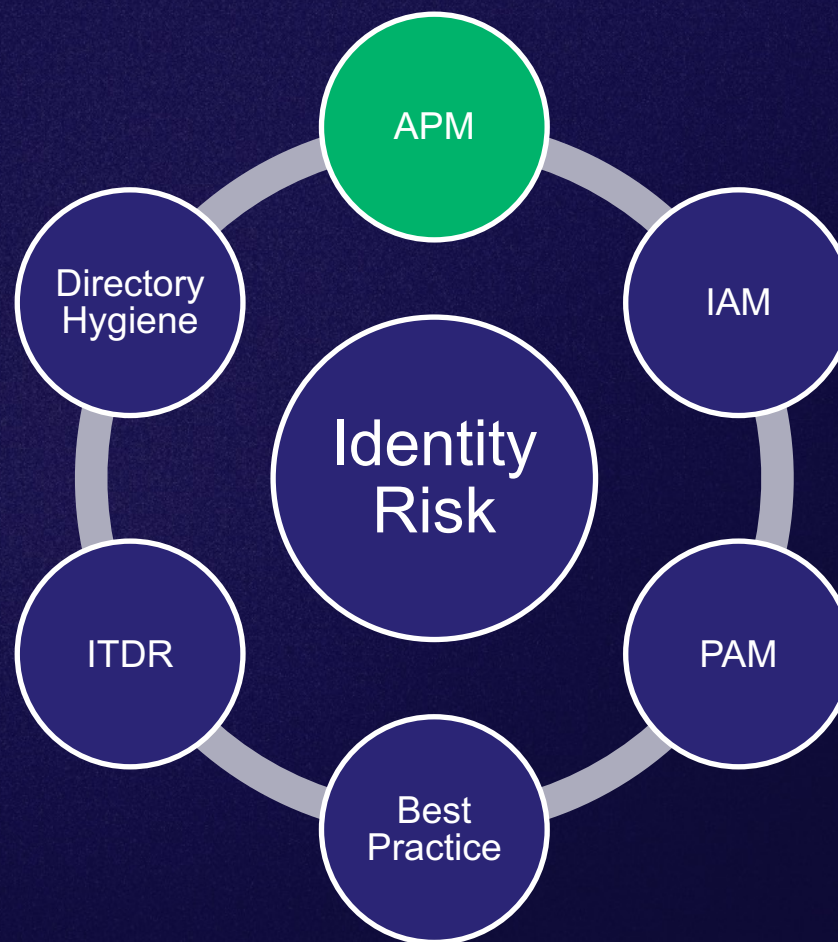 APM
Directory
Hygiene
IAM
Identity
Risk
ITDR
PAM
Best
Practice